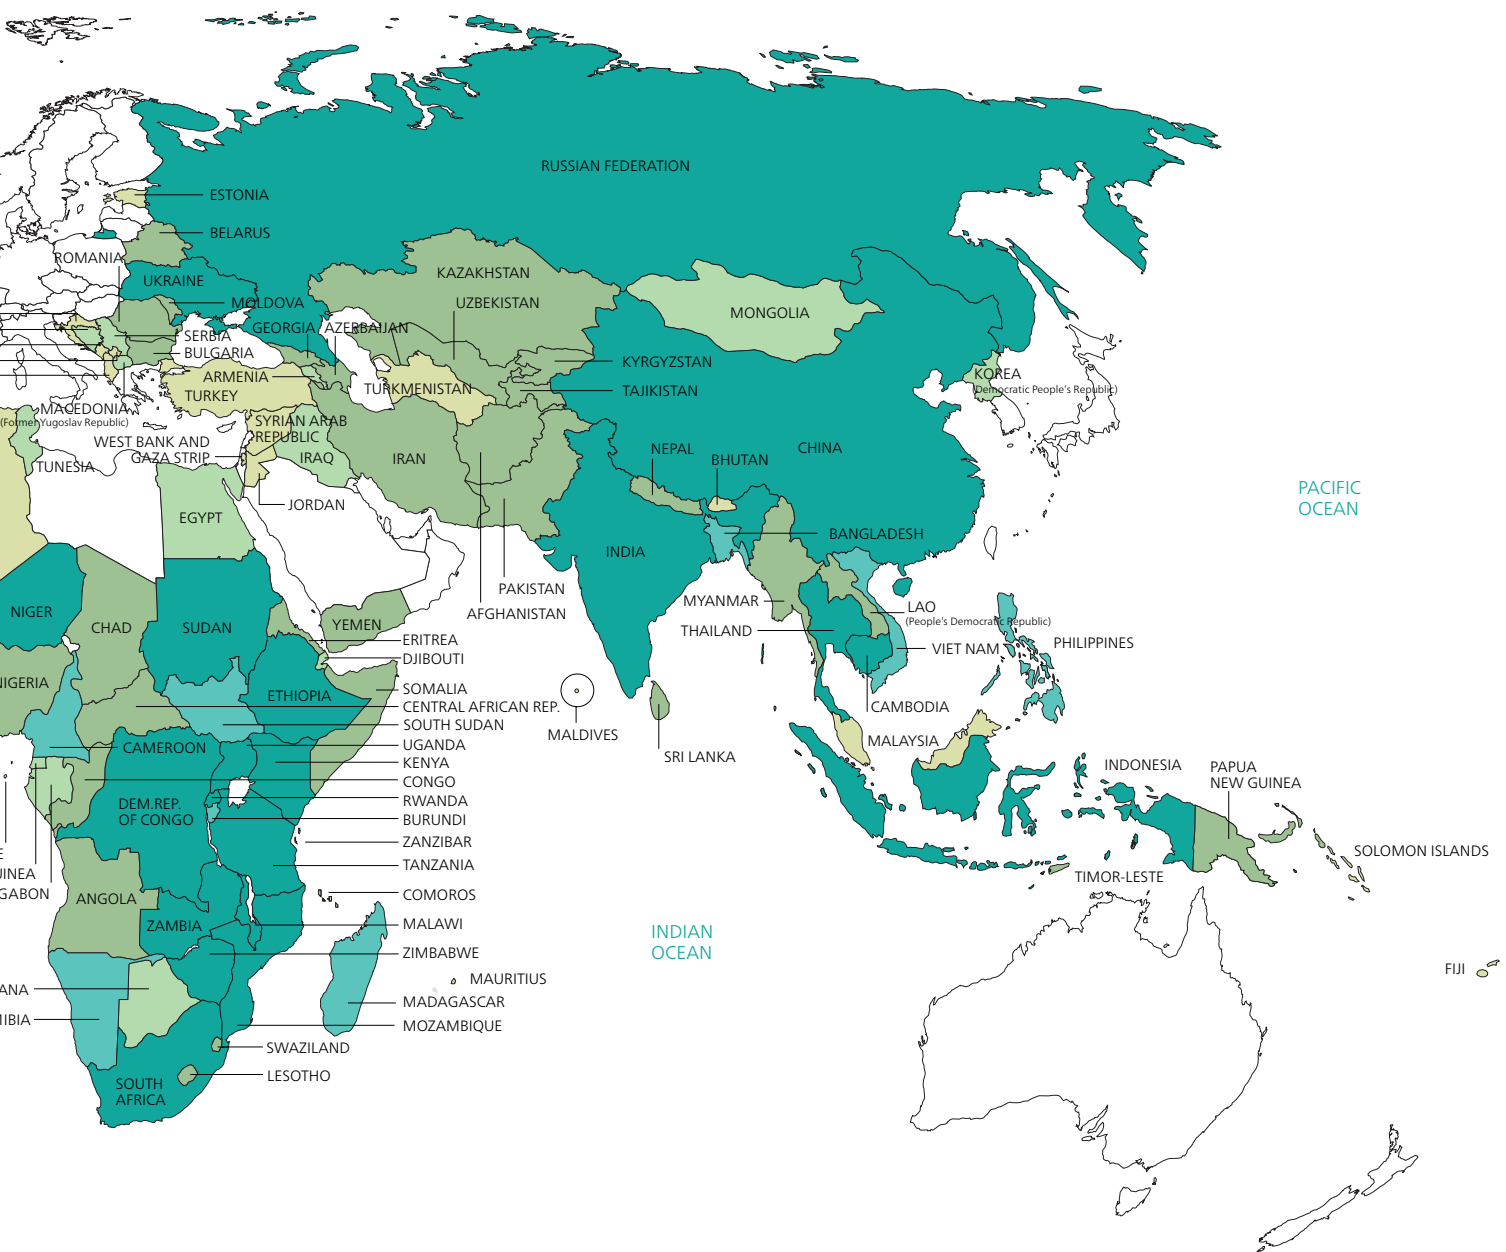 RUSSIAN FEDERATION
ESTONIA
BELARUS
ROMANIA
UKRAINE
KAZAKHSTAN
MOLDOVA
UZBEKISTAN
MONGOLIA
GEORGIA
AZERBAIJAN
SERBIA
BULGARIA
KYRGYZSTAN
ARMENIA
KOREA
(Democratic People's Republic)
TURKEY
TURKMENISTAN
TAJIKISTAN
MACEDONIA
(Former Yugoslav Republic)
SYRIAN ARAB
REPUBLIC
WEST BANK AND
GAZA STRIP
TUNESIA
IRAQ
IRAN
NEPAL
BHUTAN
CHINA
PACIFIC
OCEAN
JORDAN
EGYPT
BANGLADESH
INDIA
PAKISTAN
AFGHANISTAN
MYANMAR
LAO
(People's Democratic Republic)
NIGER
CHAD
SUDAN
YEMEN
THAILAND
ERITREA
DJIBOUTI
VIET NAM
PHILIPPINES
NIGERIA
ETHIOPIA
SOMALIA
CENTRAL AFRICAN REP.
SOUTH SUDAN
CAMBODIA
MALDIVES
CAMEROON
UGANDA
KENYA
SRI LANKA
MALAYSIA
INDONESIA
PAPUA
NEW GUINEA
CONGO
DEM.REP.
OF CONGO
RWANDA
BURUNDI
ZANZIBAR
SOLOMON ISLANDS
E
UINEA
TANZANIA
TIMOR-LESTE
GABON
ANGOLA
COMOROS
ZAMBIA
MALAWI
INDIAN
OCEAN
ZIMBABWE
FIJI
MAURITIUS
ANA
MADAGASCAR
MIBIA
MOZAMBIQUE
SWAZILAND
LESOTHO
SOUTH
AFRICA